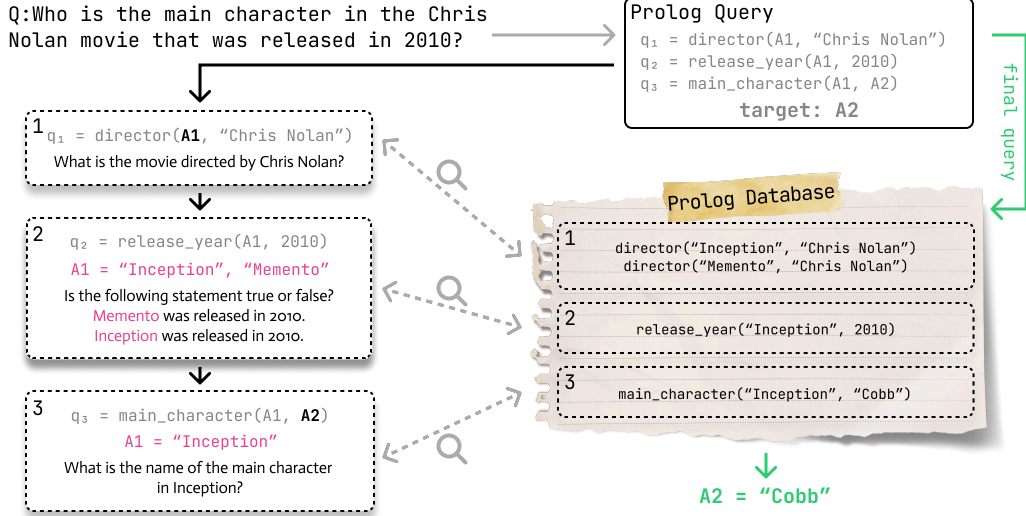 Q:Who is the main character in the Chris
Nolan movie that was released in 2010?
Prolog Query
q₁ = director(A1, “Chris Nolan”)
q₂ = release_year(A1, 2010)
q₃ = main_character(A1, A2)
target: A2
final query
1
q₁ = director(A1, “Chris Nolan”)
What is the movie directed by Chris Nolan?
2
q₂ = release_year(A1, 2010)
A1 = “Inception”, “Memento”
Is the following statement true or false?
Memento was released in 2010.
Inception was released in 2010.
3
q₃ = main_character(A1, A2)
A1 = “Inception”
What is the name of the main character
in Inception?
Prolog Database
1
director(“Inception”, “Chris Nolan”)
director(“Memento”, “Chris Nolan”)
2
release_year(“Inception”, 2010)
3
main_character(“Inception”, “Cobb”)
A2 = “Cobb”